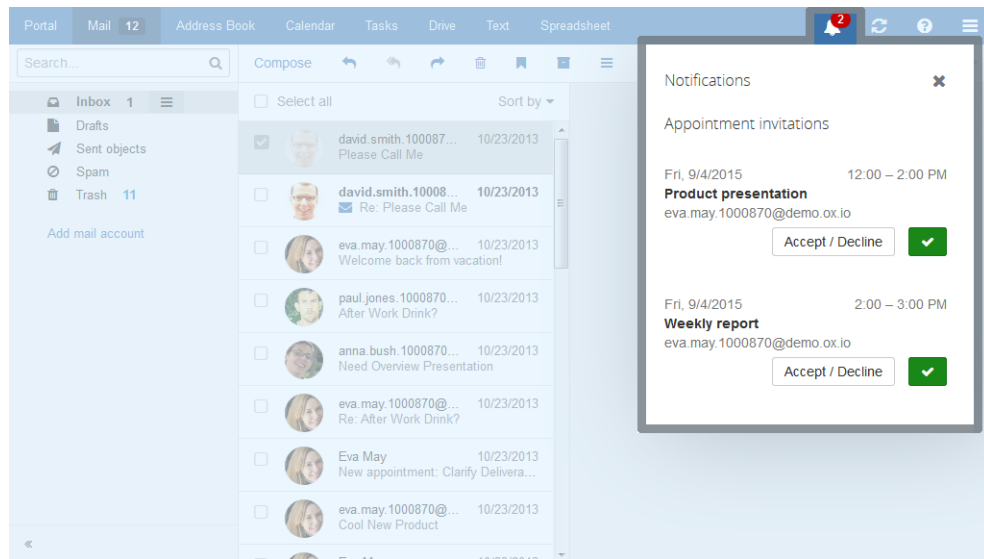 Portal Mail 12 Address Book Calendar Tasks Drive Text Spreadsheet 2
Search... Compose
Inbox 1
Drafts
Sent objects
Spam
Trash 11
Add mail account
Select all Sort by
david.smith.100087... 10/23/2013
Please Call Me
david.smith.10008... 10/23/2013
Re: Please Call Me
eva.may.1000870@... 10/23/2013
Welcome back from vacation!
paul.jones.1000870... 10/23/2013
After Work Drink?
anna.bush.1000870... 10/23/2013
Need Overview Presentation
eva.may.1000870@... 10/23/2013
Re: After Work Drink?
Eva May 10/23/2013
New appointment: Clarify Delivera...
eva.may.1000870@... 10/23/2013
Cool New Product
Notifications
Appointment invitations
Fri, 9/4/2015 12:00 – 2:00 PM
Product presentation
eva.may.1000870@demo.ox.io
Accept / Decline
Fri, 9/4/2015 2:00 – 3:00 PM
Weekly report
eva.may.1000870@demo.ox.io
Accept / Decline